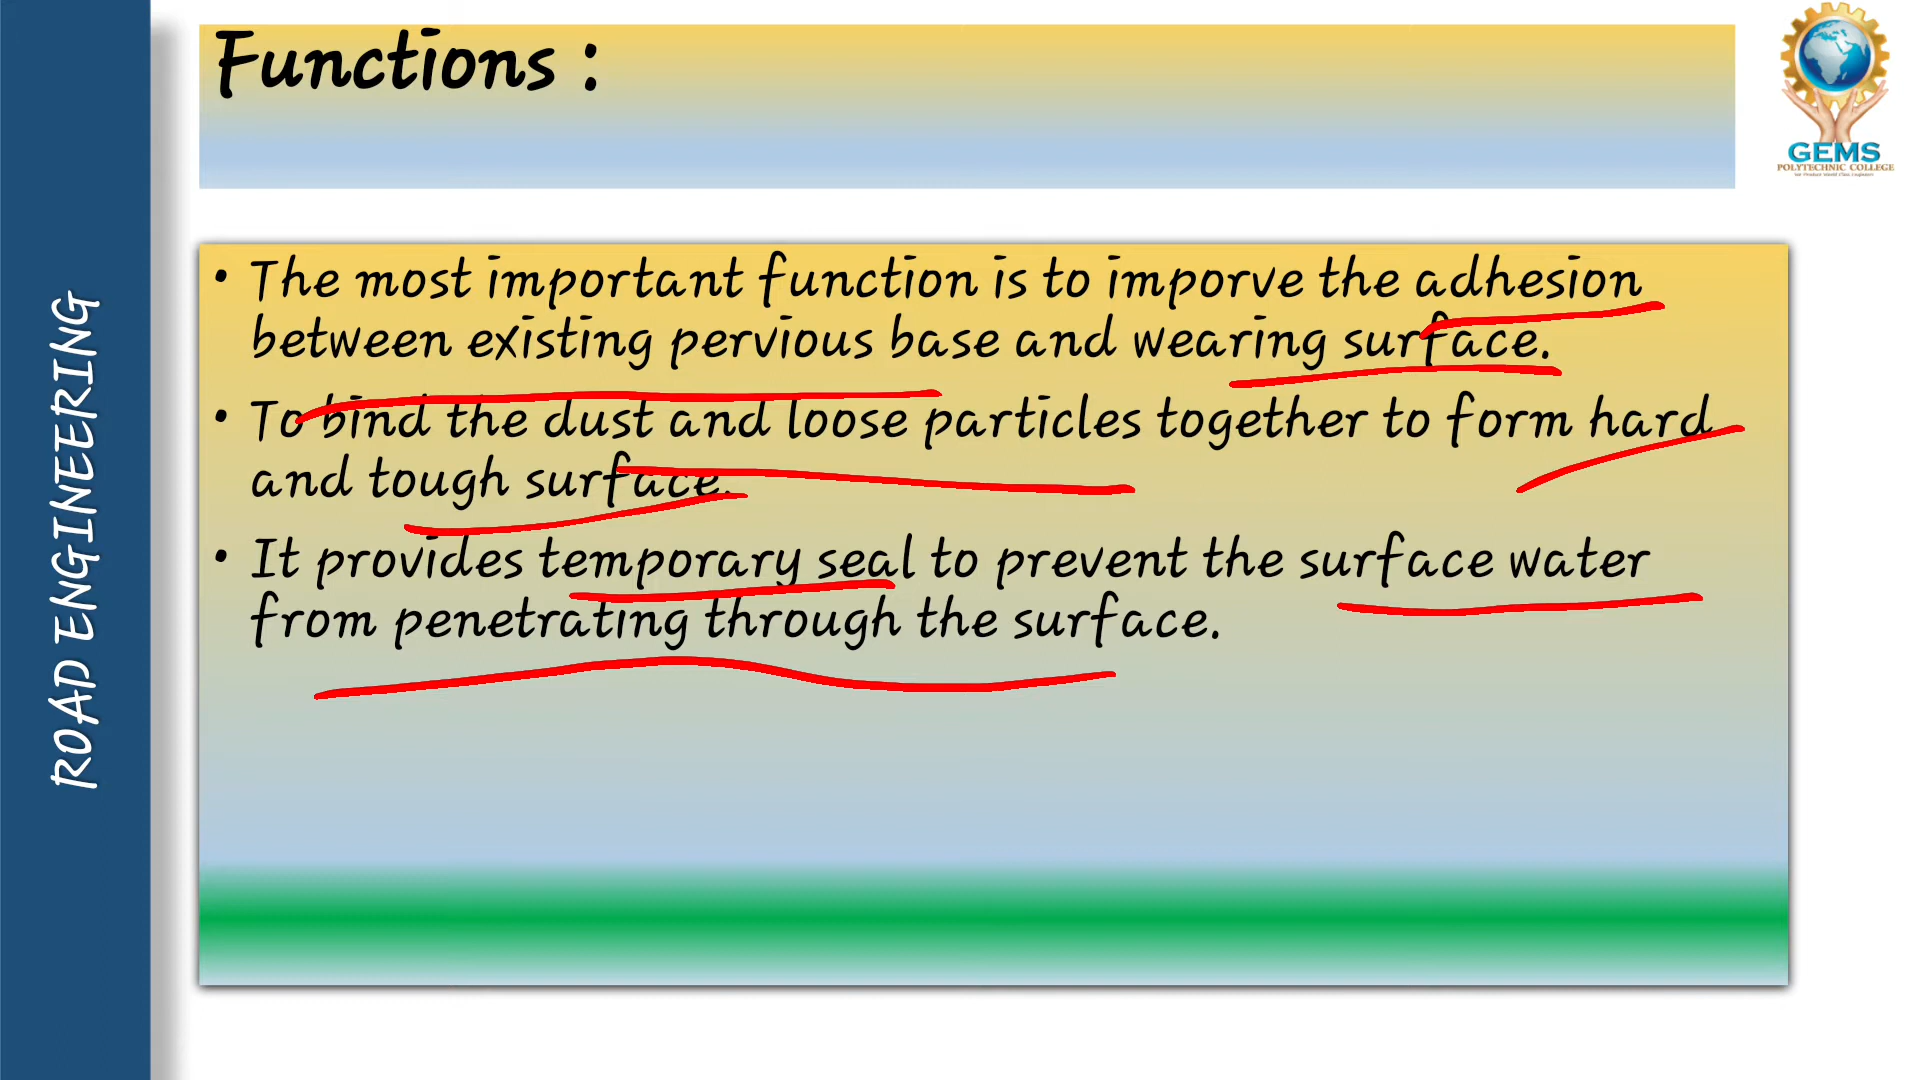 Functions :
GEMS
POLYTECHNIC COLLEGE
ROAD ENGINEERING
• The most important function is to imporve the adhesion
between existing pervious base and wearing surface.
• To bind the dust and loose particles together to form hard
and tough surface.
• It provides temporary seal to prevent the surface water
from penetrating through the surface.